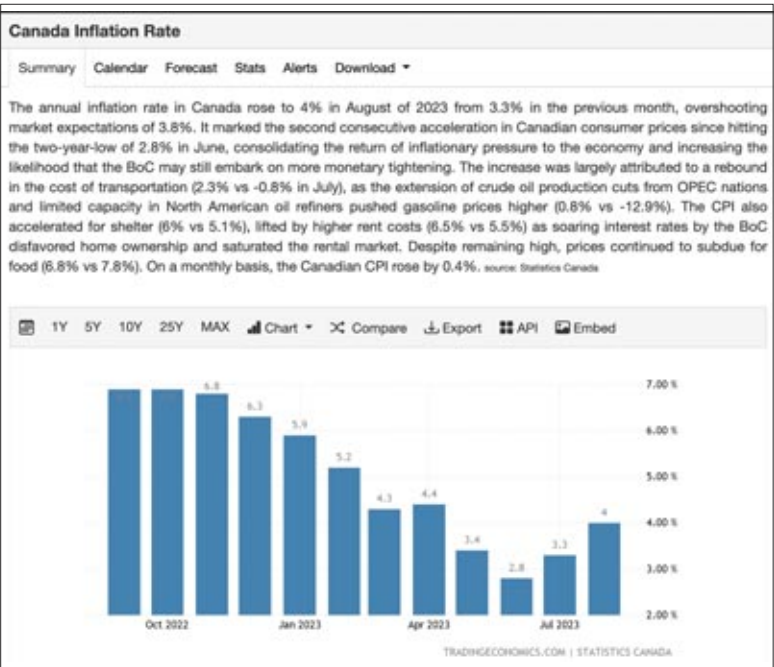 Canada Inflation Rate
Summary Calendar Forecast Stats Alerts Download
The annual inflation rate in Canada rose to 4% in August of 2023 from 3.3% in the previous month, overshooting
market expectations of 3.8%. It marked the second consecutive acceleration in Canadian consumer prices since hitting
the two-year-low of 2.8% in June, consolidating the return of inflationary pressure to the economy and increasing the
likelihood that the BoC may still embark on more monetary tightening. The increase was largely attributed to a rebound
in the cost of transportation (2.3% vs -0.8% in July), as the extension of crude oil production cuts from OPEC nations
and limited capacity in North American oil refiners pushed gasoline prices higher (0.8% vs -12.9%). The CPI also
accelerated for shelter (6% vs 5.1%), lifted by higher rent costs (6.5% vs 5.5%) as soaring interest rates by the BoC
disfavored home ownership and saturated the rental market. Despite remaining high, prices continued to subdue for
food (6.8% vs 7.8%). On a monthly basis, the Canadian CPI rose by 0.4%. source: Statistics Canada
1Y 5Y 10Y 25Y MAX Chart Compare Export API Embed
7.00 %
6.8
6.3
6.00 %
5.9
5.2
5.00 %
4.3
4.4
4
4.00 %
3.4
3.3
2.8
3.00 %
2.00 %
Oct 2022 Jan 2023 Apr 2023 Jul 2023
TRADINGECONOMICS.COM | STATISTICS CANADA